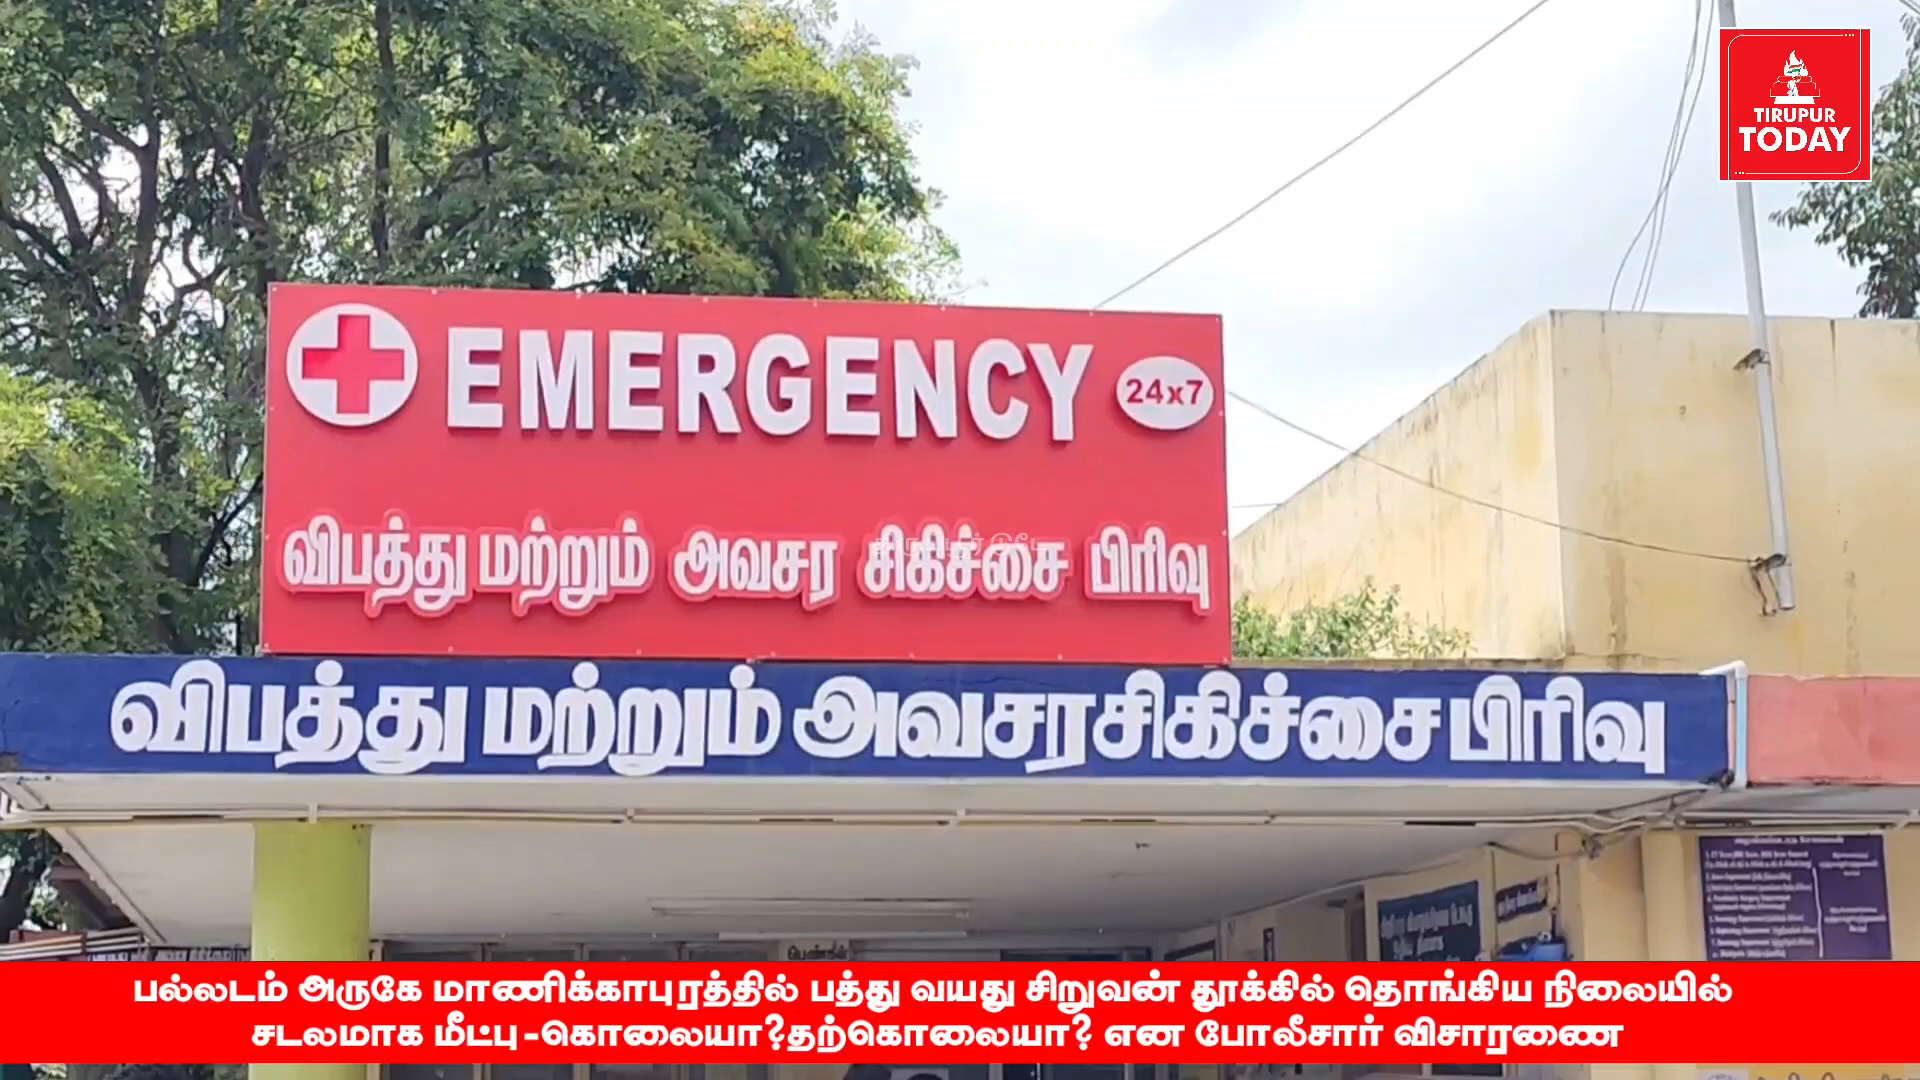 TIRUPUR
TODAY
EMERGENCY
24x7
விபத்து மற்றும் அவசர சிகிச்சை பிரிவு
விபத்து மற்றும் அவசரசிகிச்சை பிரிவு
பல்லடம் அருகே மாணிக்காபுரத்தில் பத்து வயது சிறுவன் தூக்கில் தொங்கிய நிலையில்
சடலமாக மீட்பு-கொலையா?தற்கொலையா? என போலீசார் விசாரணை